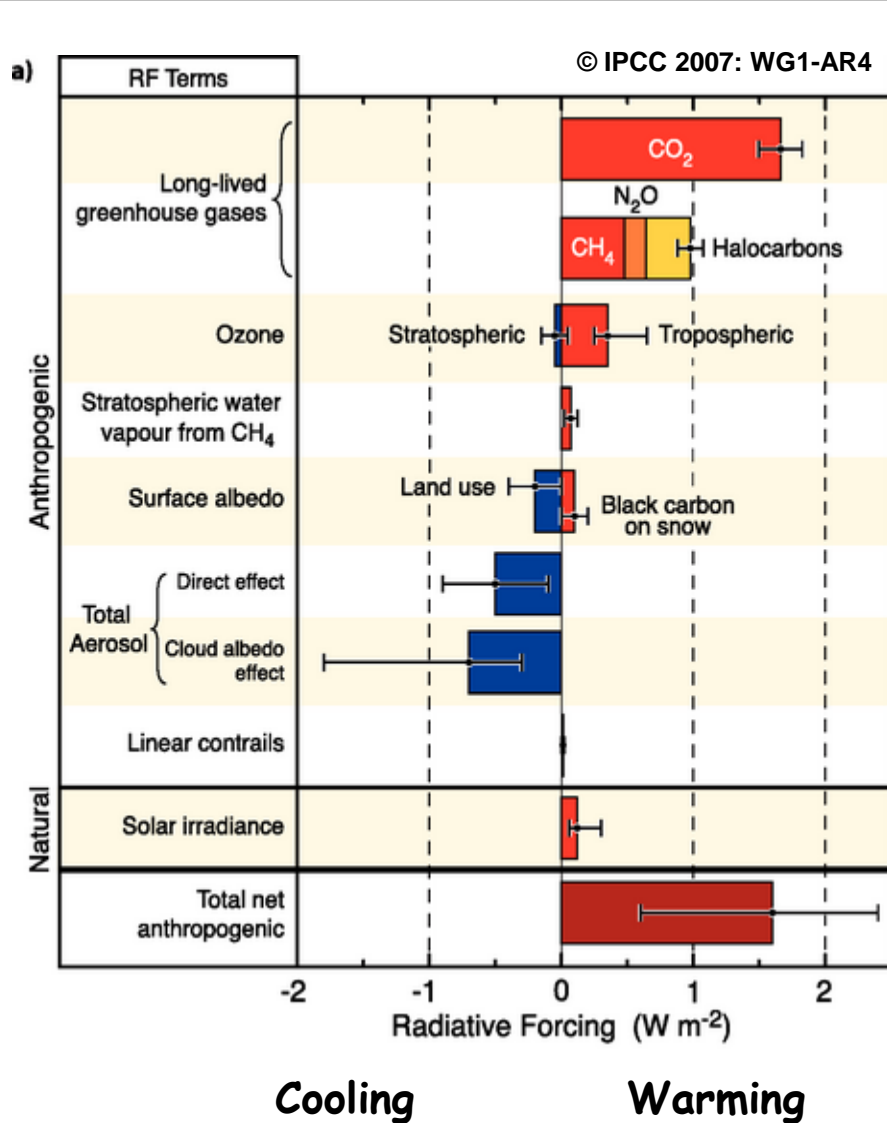 a)
© IPCC 2007: WG1-AR4
RF Terms
Anthropogenic
Long-lived
greenhouse gases
CO₂
N₂O
CH₄
Halocarbons
Ozone
Stratospheric
Tropospheric
Stratospheric water
vapour from CH₄
Surface albedo
Land use
Black carbon
on snow
Total
Aerosol
Direct effect
Cloud albedo
effect
Linear contrails
Natural
Solar irradiance
Total net
anthropogenic
-2 -1 0 1 2
Radiative Forcing (W m⁻²)
Cooling Warming